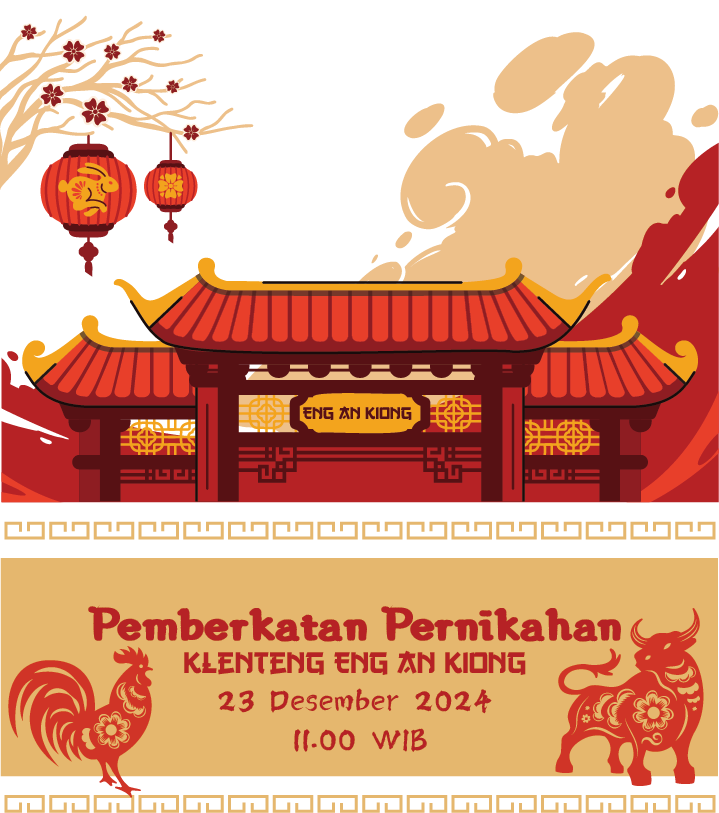 ENG AN KIONG
Pemberkatan Pernikahan
KLENTENG ENG AN KIONG
23 Desember 2024
11.00 WIB